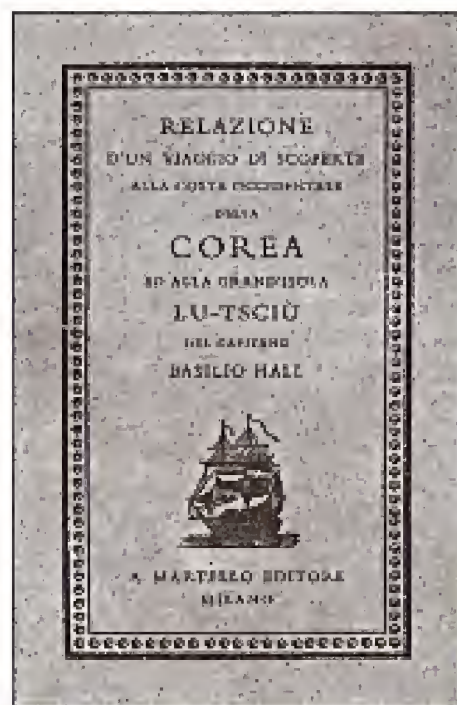 RELAZIONE
D'UN VIAGGIO DI SCOPERTE
ALLA COSTA OCCIDENTALE
DELLA
COREA
ED ALLA GRAND'ISOLA
LU-TSCIÙ
DEL CAPITANO
BASILIO HALL
A. MARTELLO EDITORE
MILANO